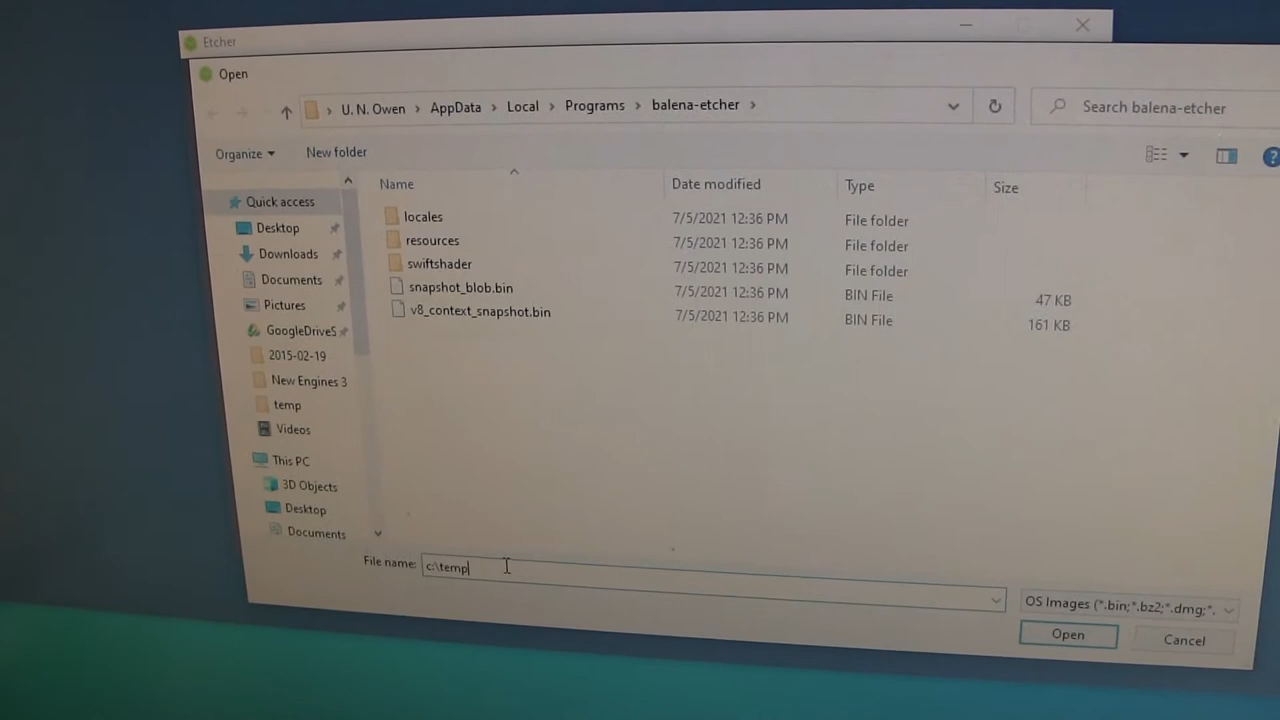 Etcher
Open
U. N. Owen > AppData > Local > Programs > balena-etcher >
Search balena-etcher
Organize
New folder
Name
Date modified
Type
Size
Quick access
Desktop
Downloads
Documents
Pictures
GoogleDriveS
2015-02-19
New Engines 3
temp
Videos
This PC
3D Objects
Desktop
Documents
locales 7/5/2021 12:36 PM File folder
resources 7/5/2021 12:36 PM File folder
swiftshader 7/5/2021 12:36 PM File folder
snapshot_blob.bin 7/5/2021 12:36 PM BIN File 47 KB
v8_context_snapshot.bin 7/5/2021 12:36 PM BIN File 161 KB
File name: c:\temp
OS Images (*.bin;*.bz2;*.dmg;*.
Open
Cancel